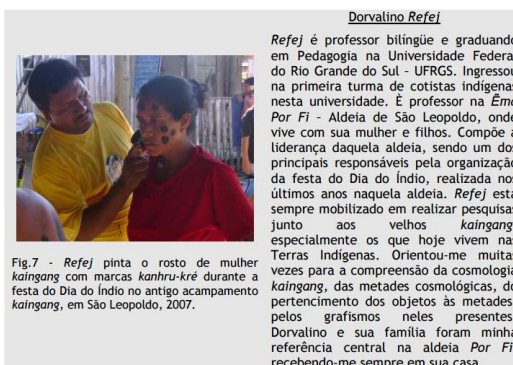 Dorvalino Refej
Refej é professor bilíngüe e graduando
em Pedagogia na Universidade Federal
do Rio Grande do Sul - UFRGS. Ingressou
na primeira turma de cotistas indígenas
nesta universidade. É professor na Ẽmã
Por Fi - Aldeia de São Leopoldo, onde
vive com sua mulher e filhos. Compõe a
liderança daquela aldeia, sendo um dos
principais responsáveis pela organização
da festa do Dia do Índio, realizada nos
últimos anos naquela aldeia. Refej está
sempre mobilizado em realizar pesquisas
junto aos velhos kaingang,
especialmente os que hoje vivem nas
Terras Indígenas. Orientou-me muitas
vezes para a compreensão da cosmologia
kaingang, das metades cosmológicas, do
pertencimento dos objetos às metades
pelos grafismos neles presentes.
Dorvalino e sua família foram minha
referência central na aldeia Por Fi,
recebendo-me sempre em sua casa
Fig.7 - Refej pinta o rosto de mulher
kaingang com marcas kanhru-kré durante a
festa do Dia do Índio no antigo acampamento
kaingang, em São Leopoldo, 2007.